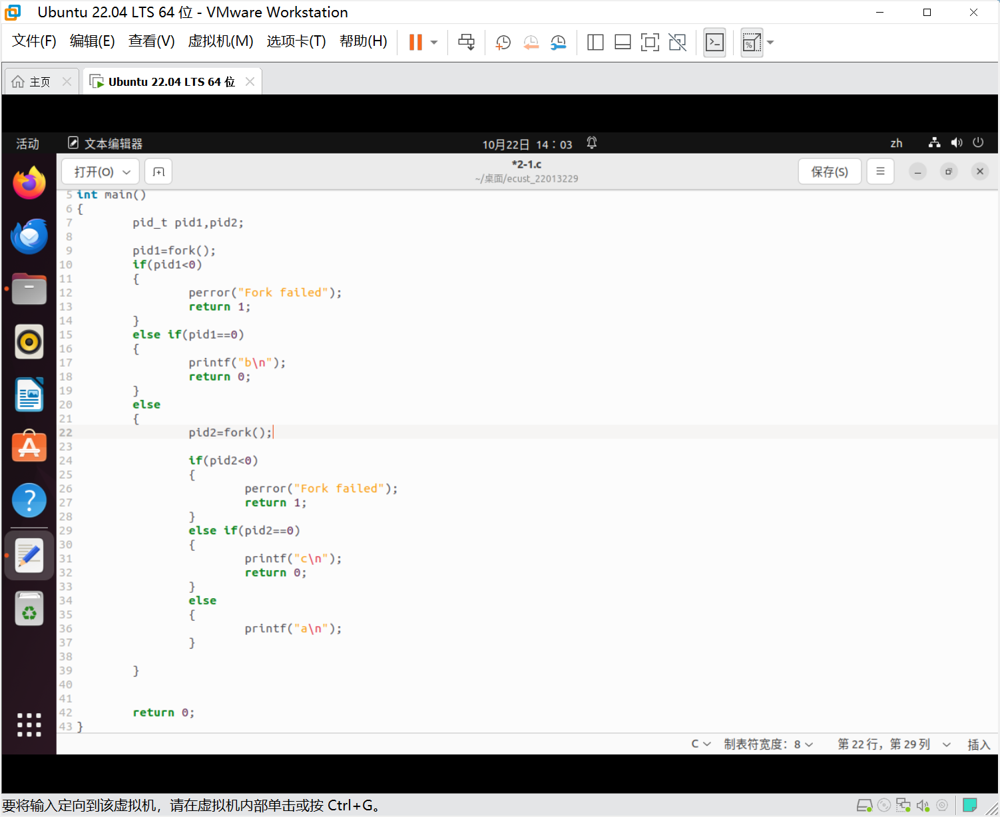 Ubuntu 22.04 LTS 64 位 - VMware Workstation
文件(F) 编辑(E) 查看(V) 虚拟机(M) 选项卡(T) 帮助(H)
主页 Ubuntu 22.04 LTS 64 位
活动 文本编辑器 10月22日 14:03 zh
打开(O) *2-1.c 保存(S)
~/桌面/ecust_22013229
5 int main()
6 {
7 pid_t pid1,pid2;
8
9 pid1=fork();
10 if(pid1<0)
11 {
12 perror("Fork failed");
13 return 1;
14 }
15 else if(pid1==0)
16 {
17 printf("b\n");
18 return 0;
19 }
20 else
21 {
22 pid2=fork();
23
24 if(pid2<0)
25 {
26 perror("Fork failed");
27 return 1;
28 }
29 else if(pid2==0)
30 {
31 printf("c\n");
32 return 0;
33 }
34 else
35 {
36 printf("a\n");
37 }
38
39 }
40
41
42 return 0;
43 }
C 制表符宽度: 8 第 22 行, 第 29 列 插入
要将输入定向到该虚拟机，请在虚拟机内部单击或按 Ctrl+G。